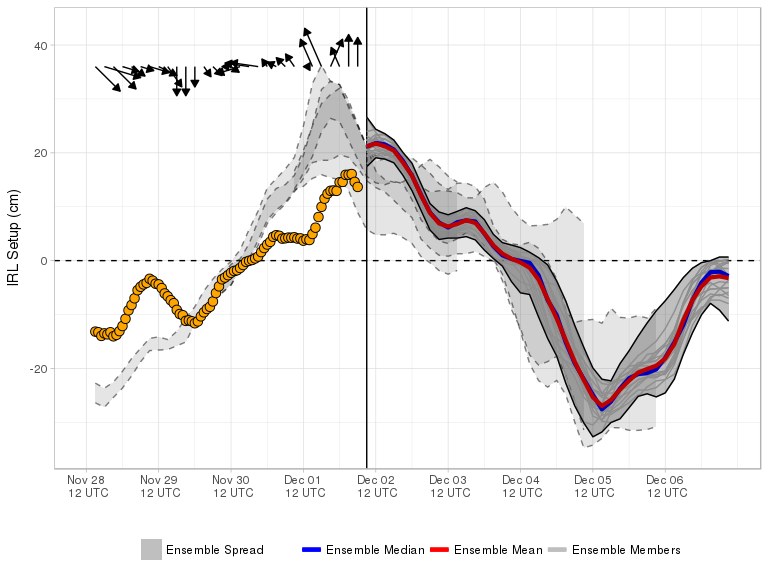 IRL Setup (cm)
40
20
0
-20
Nov 28 Nov 29 Nov 30 Dec 01 Dec 02 Dec 03 Dec 04 Dec 05 Dec 06
12 UTC 12 UTC 12 UTC 12 UTC 12 UTC 12 UTC 12 UTC 12 UTC 12 UTC
Ensemble Spread Ensemble Median Ensemble Mean Ensemble Members